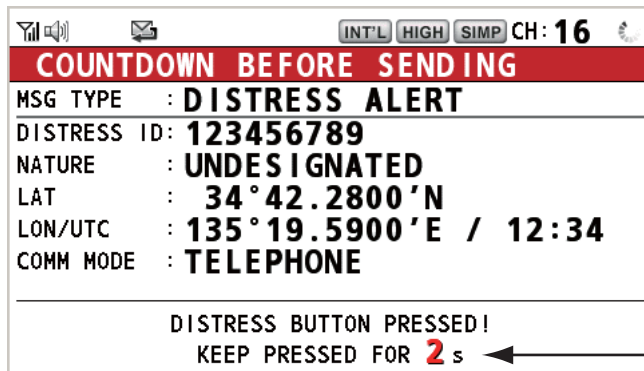 INT'L HIGH SIMP CH: 16
COUNTDOWN BEFORE SENDING
MSG TYPE : DISTRESS ALERT
DISTRESS ID: 123456789
NATURE : UNDESIGNATED
LAT : 34°42.2800'N
LON/UTC : 135°19.5900'E / 12:34
COMM MODE : TELEPHONE
DISTRESS BUTTON PRESSED!
KEEP PRESSED FOR 2 s